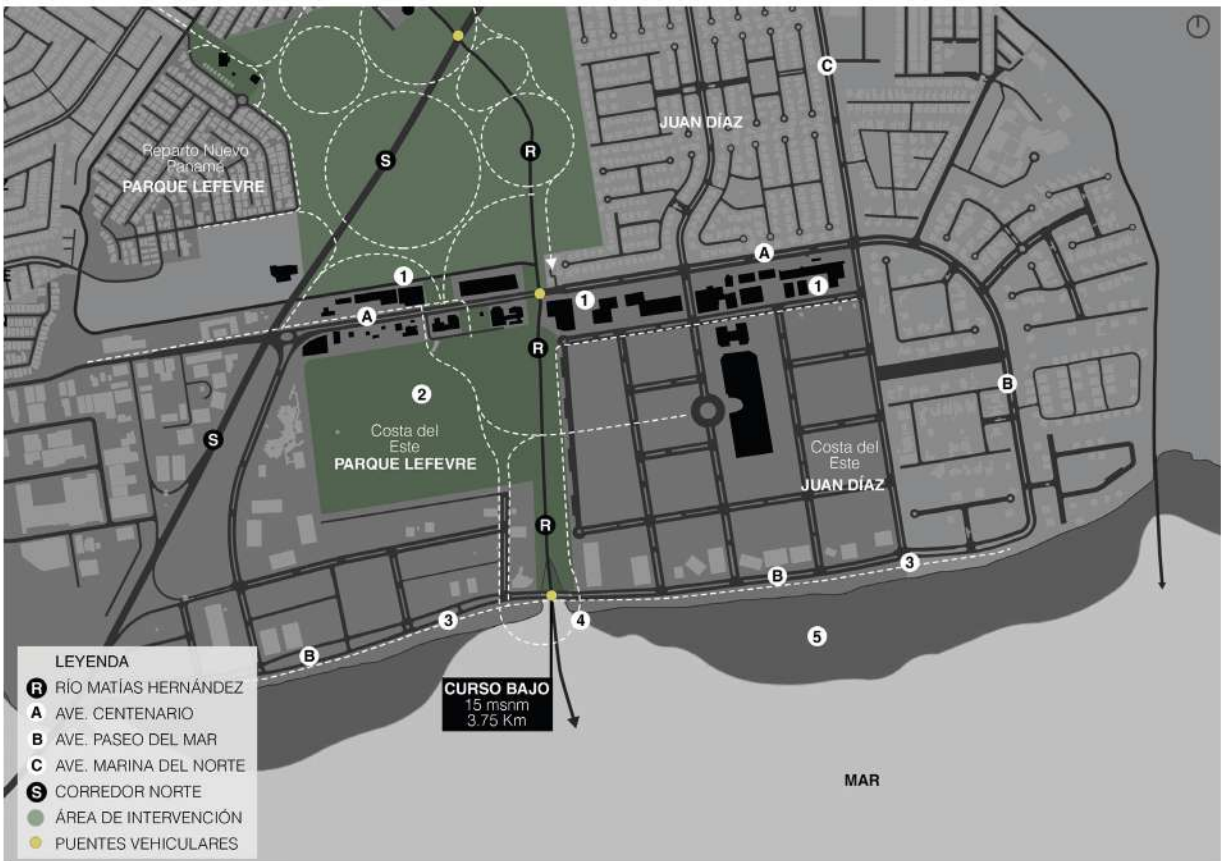 C
JUAN DÍAZ
Reparto Nuevo
Panamá
PARQUE LEFEVRE
S
R
A
1
1
1
A
R
2
B
Costa del
Este
PARQUE LEFEVRE
S
Costa del
Este
JUAN DÍAZ
R
3
B
3
4
5
B
CURSO BAJO
15 msnm
3.75 Km
MAR
LEYENDA
R RÍO MATÍAS HERNÁNDEZ
A AVE. CENTENARIO
B AVE. PASEO DEL MAR
C AVE. MARINA DEL NORTE
S CORREDOR NORTE
ÁREA DE INTERVENCIÓN
PUENTES VEHICULARES